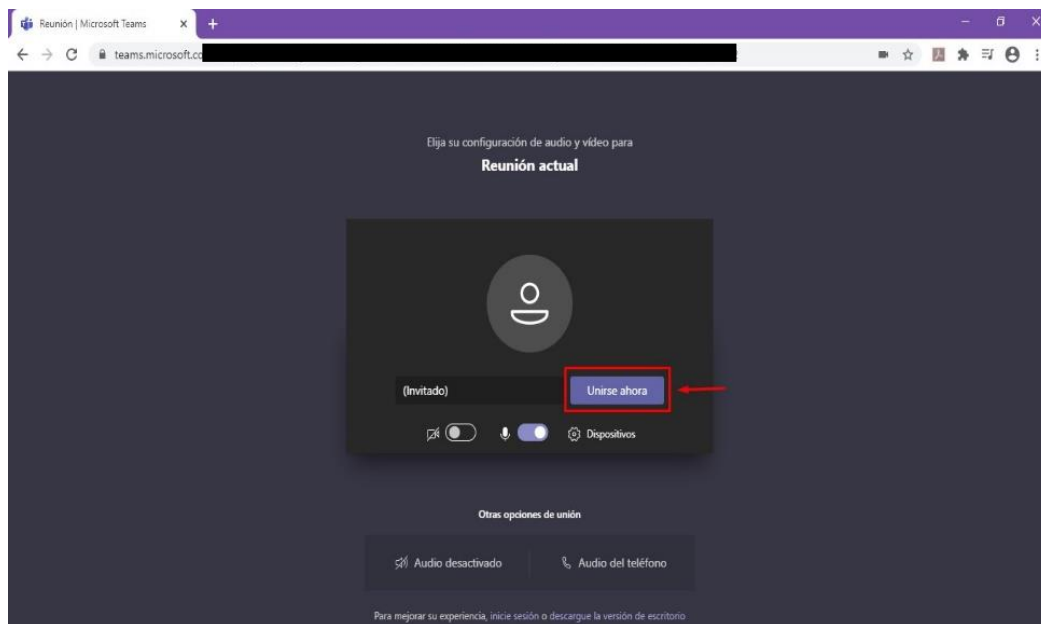 Reunión | Microsoft Teams
teams.microsoft.co
Elija su configuración de audio y vídeo para
Reunión actual
(Invitado)
Unirse ahora
Dispositivos
Otras opciones de unión
Audio desactivado
Audio del teléfono
Para mejorar su experiencia, inicie sesión o descargue la versión de escritorio